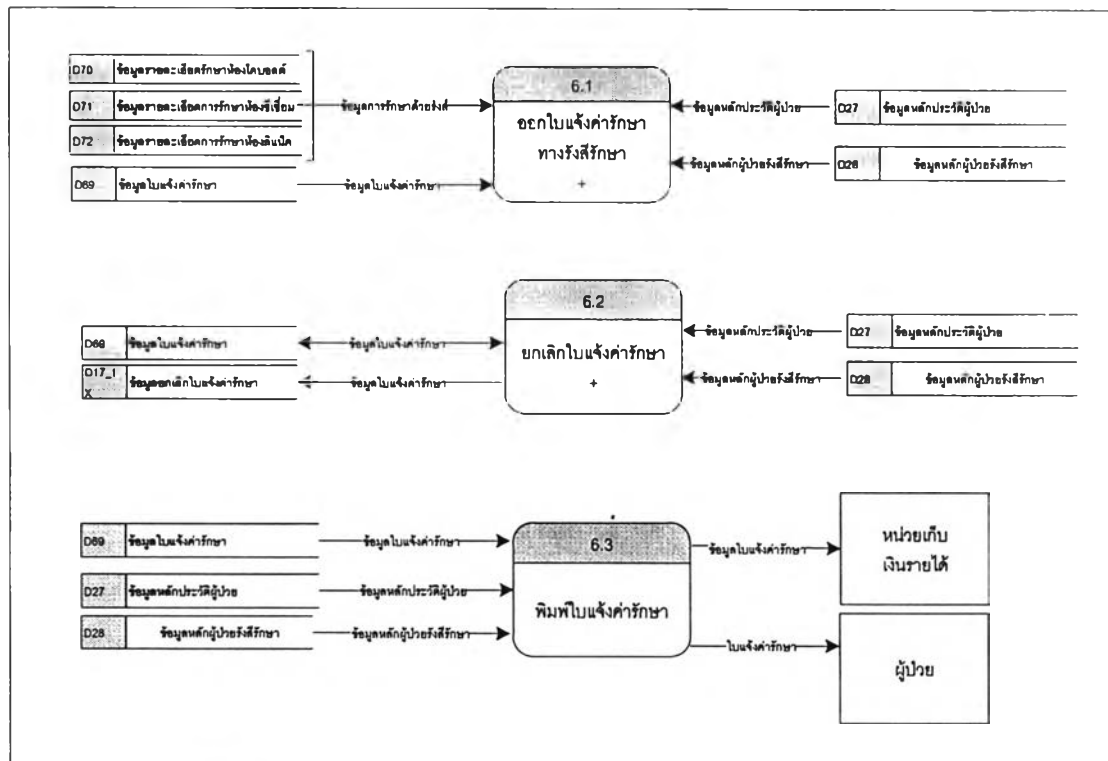 D70 ข้อมูลรายละเอียดรักษาห้องโคบอลต์
D71 ข้อมูลรายละเอียดการรักษาห้องซีเซี่ยม
D72 ข้อมูลรายละเอียดการรักษาห้องลิแน็ค
D69 ข้อมูลใบแจ้งค่ารักษา
ข้อมูลการรักษาด้วยรังสี
ข้อมูลใบแจ้งค่ารักษา
6.1
ออกใบแจ้งค่ารักษา
ทางรังสีรักษา
+
ข้อมูลหลักประวัติผู้ป่วย
ข้อมูลหลักผู้ป่วยรังสีรักษา
D27 ข้อมูลหลักประวัติผู้ป่วย
D28 ข้อมูลหลักผู้ป่วยรังสีรักษา
D69 ข้อมูลใบแจ้งค่ารักษา
D17_1
X ข้อมูลยกเลิกใบแจ้งค่ารักษา
ข้อมูลใบแจ้งค่ารักษา
ข้อมูลใบแจ้งค่ารักษา
6.2
ยกเลิกใบแจ้งค่ารักษา
+
ข้อมูลหลักประวัติผู้ป่วย
ข้อมูลหลักผู้ป่วยรังสีรักษา
D27 ข้อมูลหลักประวัติผู้ป่วย
D28 ข้อมูลหลักผู้ป่วยรังสีรักษา
D69 ข้อมูลใบแจ้งค่ารักษา
D27 ข้อมูลหลักประวัติผู้ป่วย
D28 ข้อมูลหลักผู้ป่วยรังสีรักษา
ข้อมูลใบแจ้งค่ารักษา
ข้อมูลหลักประวัติผู้ป่วย
ข้อมูลหลักผู้ป่วยรังสีรักษา
6.3
พิมพ์ใบแจ้งค่ารักษา
ข้อมูลใบแจ้งค่ารักษา
ใบแจ้งค่ารักษา
หน่วยเก็บ
เงินรายได้
ผู้ป่วย